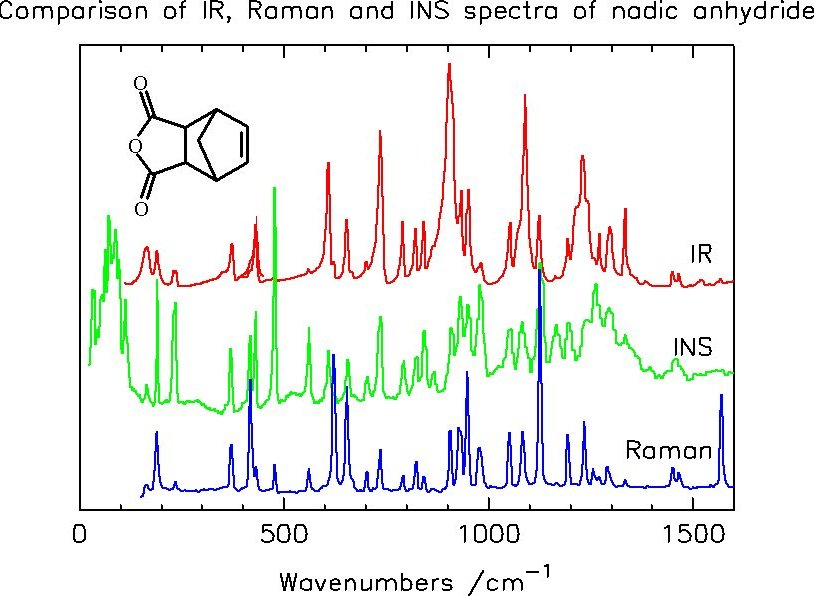 Comparison of IR, Raman and INS spectra of nadic anhydride
O
O
O
IR
INS
Raman
0 500 1000 1500
Wavenumbers /cm⁻¹